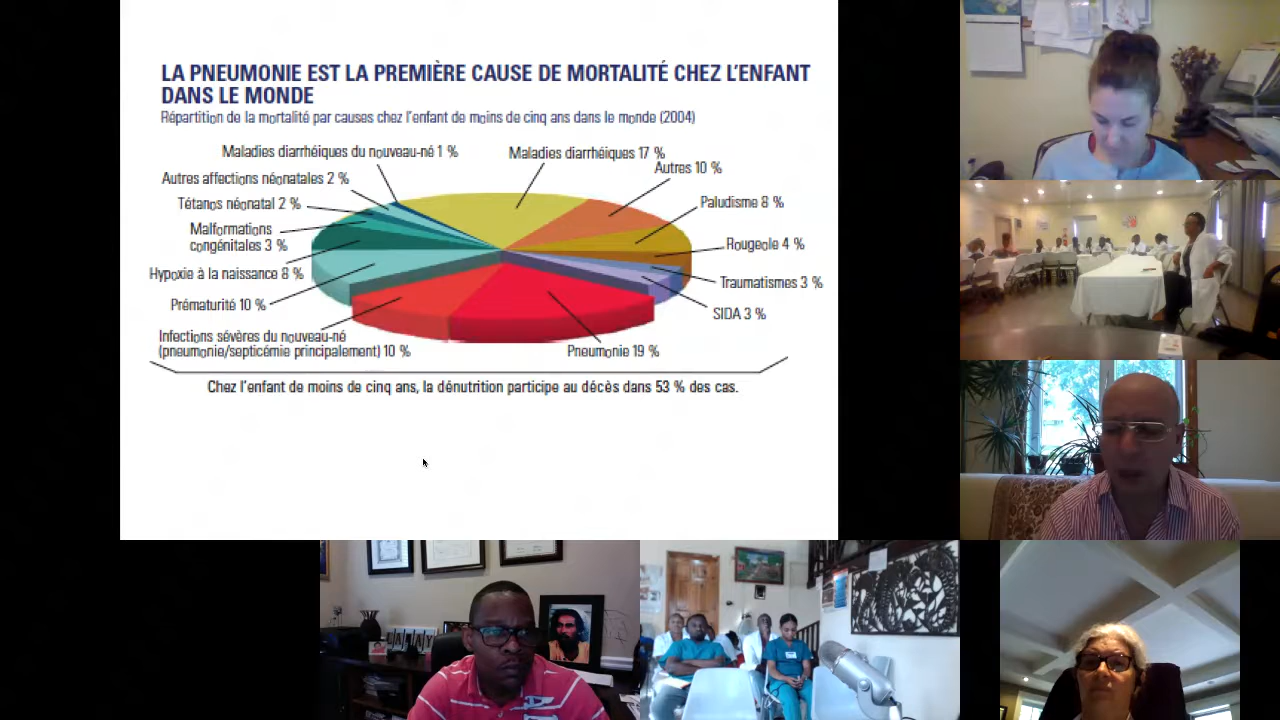 LA PNEUMONIE EST LA PREMIÈRE CAUSE DE MORTALITÉ CHEZ L'ENFANT
DANS LE MONDE
Répartition de la mortalité par causes chez l'enfant de moins de cinq ans dans le monde (2004)
Maladies diarrhéiques du nouveau-né 1 %
Maladies diarrhéiques 17 %
Autres 10 %
Autres affections néonatales 2 %
Paludisme 8 %
Tétanos néonatal 2 %
Malformations
congénitales 3 %
Rougeole 4 %
Hypoxie à la naissance 8 %
Traumatismes 3 %
Prématurité 10 %
SIDA 3 %
Infections sévères du nouveau-né
(pneumonie/septicémie principalement) 10 %
Pneumonie 19 %
Chez l'enfant de moins de cinq ans, la dénutrition participe au décès dans 53 % des cas.